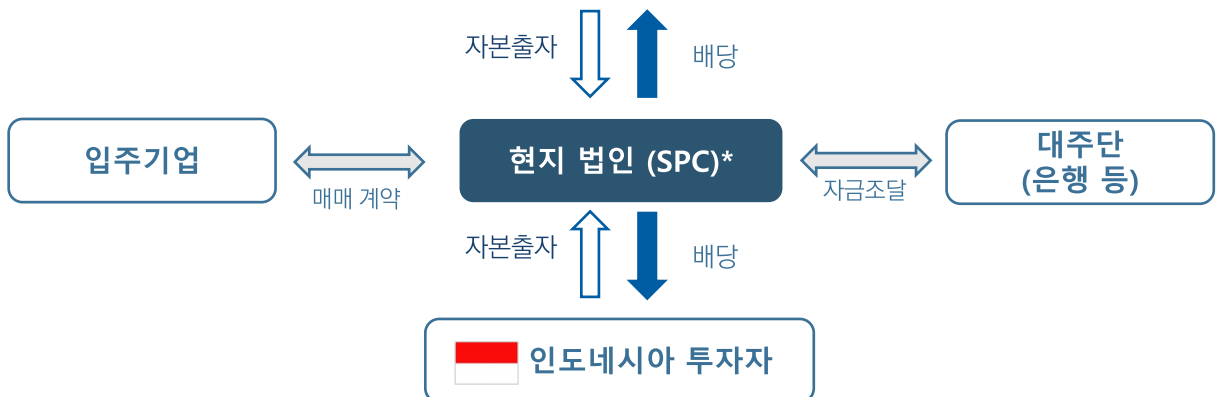 자본출자
배당
입주기업
매매 계약
현지 법인 (SPC)*
자금조달
대주단
(은행 등)
자본출자
배당
인도네시아 투자자